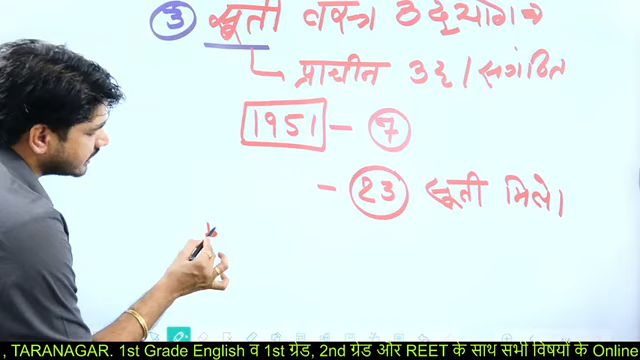 ③ सूती वस्त्र उद्योग :-
प्राचीन उद्द / संगठित
1951 - 7
- 23 सूती मिले।
, TARANAGAR. 1st Grade English व 1st ग्रेड, 2nd ग्रेड और REET के साथ सभी विषयों के Online